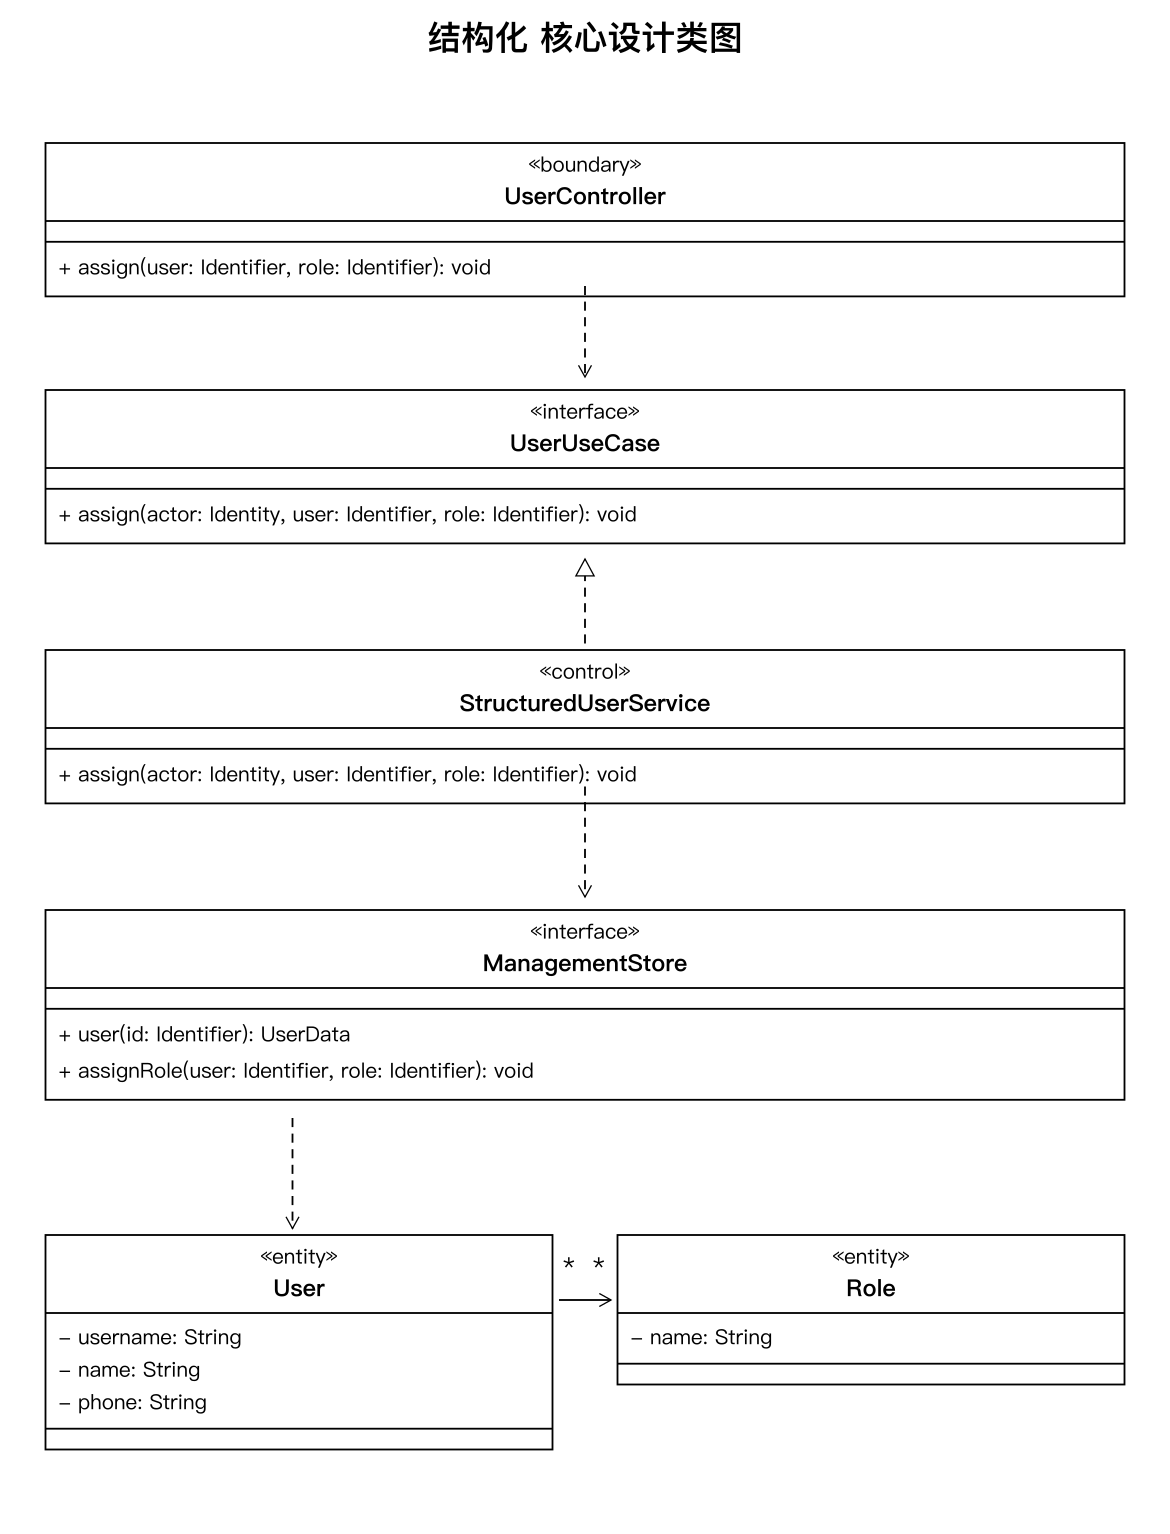 结构化 核心设计类图
«boundary»
UserController
+ assign(user: Identifier, role: Identifier): void
«interface»
UserUseCase
+ assign(actor: Identity, user: Identifier, role: Identifier): void
«control»
StructuredUserService
+ assign(actor: Identity, user: Identifier, role: Identifier): void
«interface»
ManagementStore
+ user(id: Identifier): UserData
+ assignRole(user: Identifier, role: Identifier): void
«entity»
User
– username: String
– name: String
– phone: String
* *
«entity»
Role
– name: String